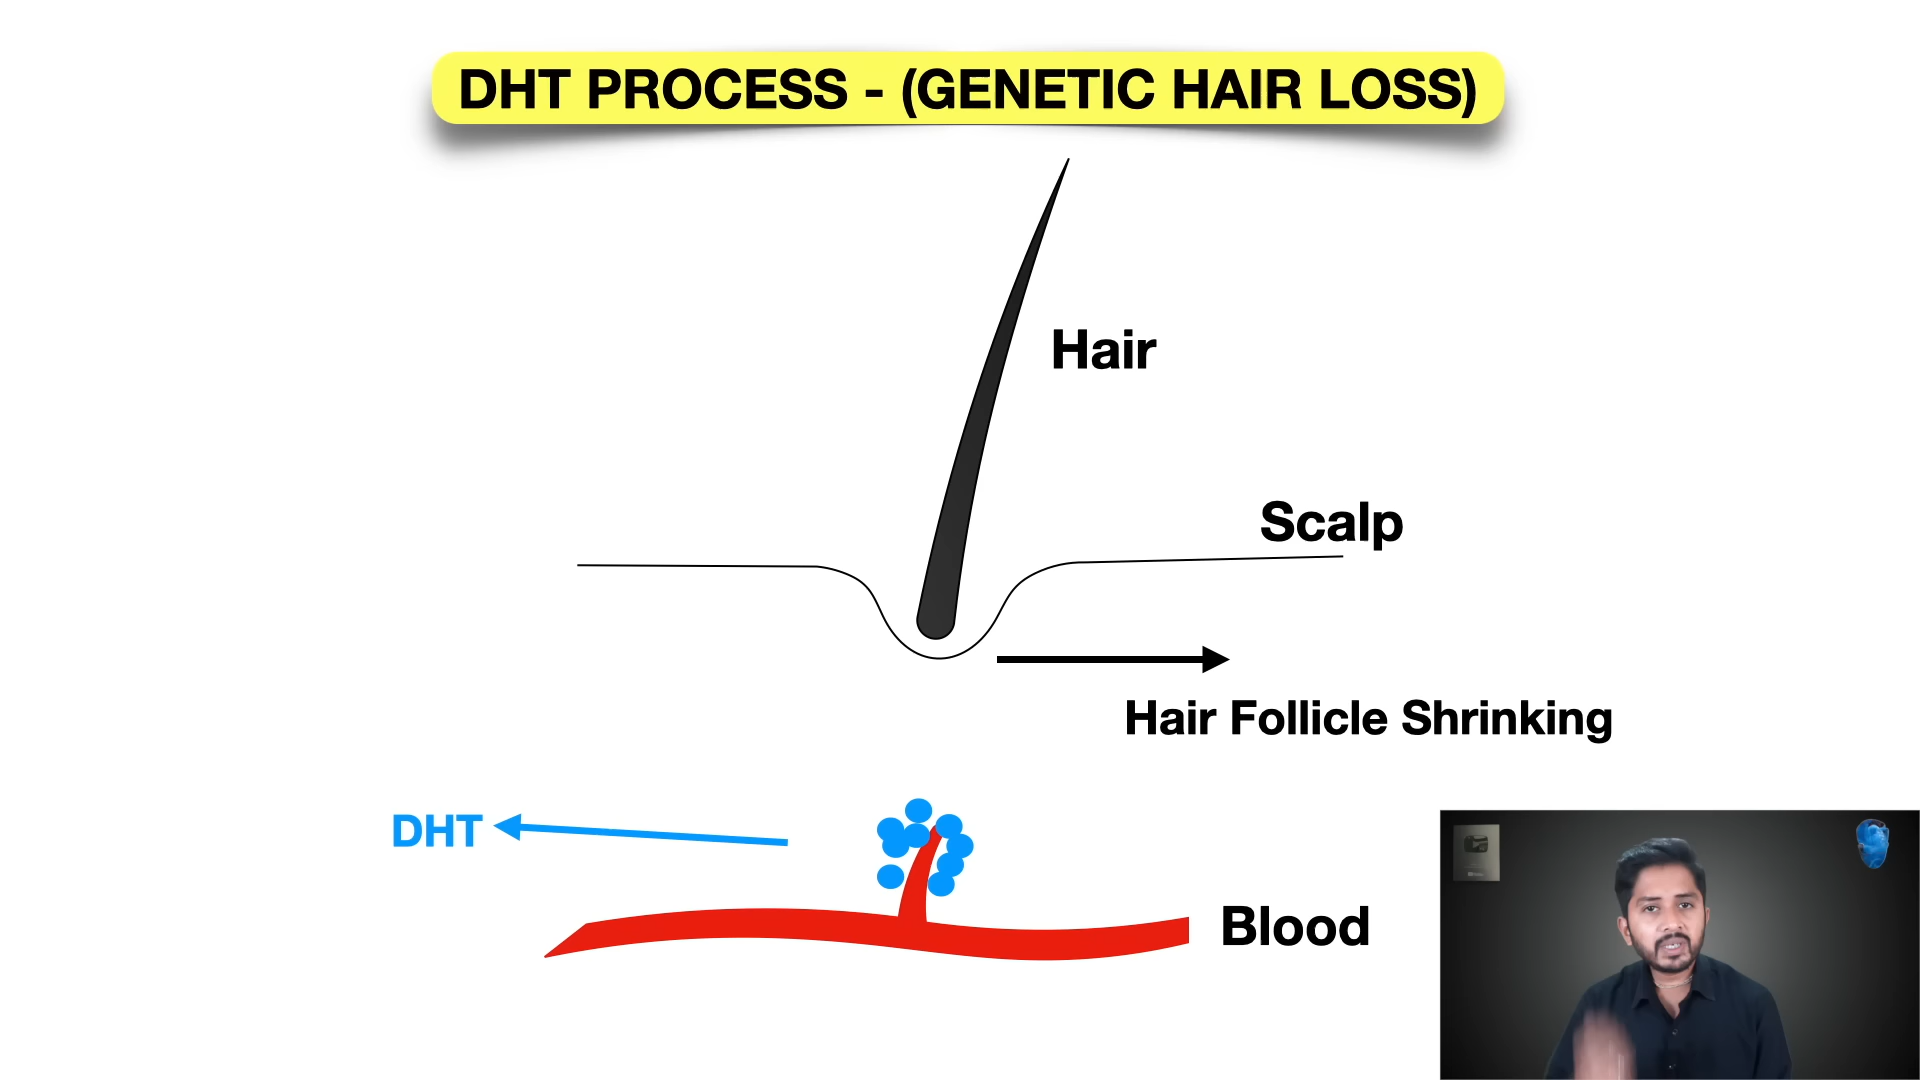 DHT PROCESS - (GENETIC HAIR LOSS)
Hair
Scalp
Hair Follicle Shrinking
DHT
Blood